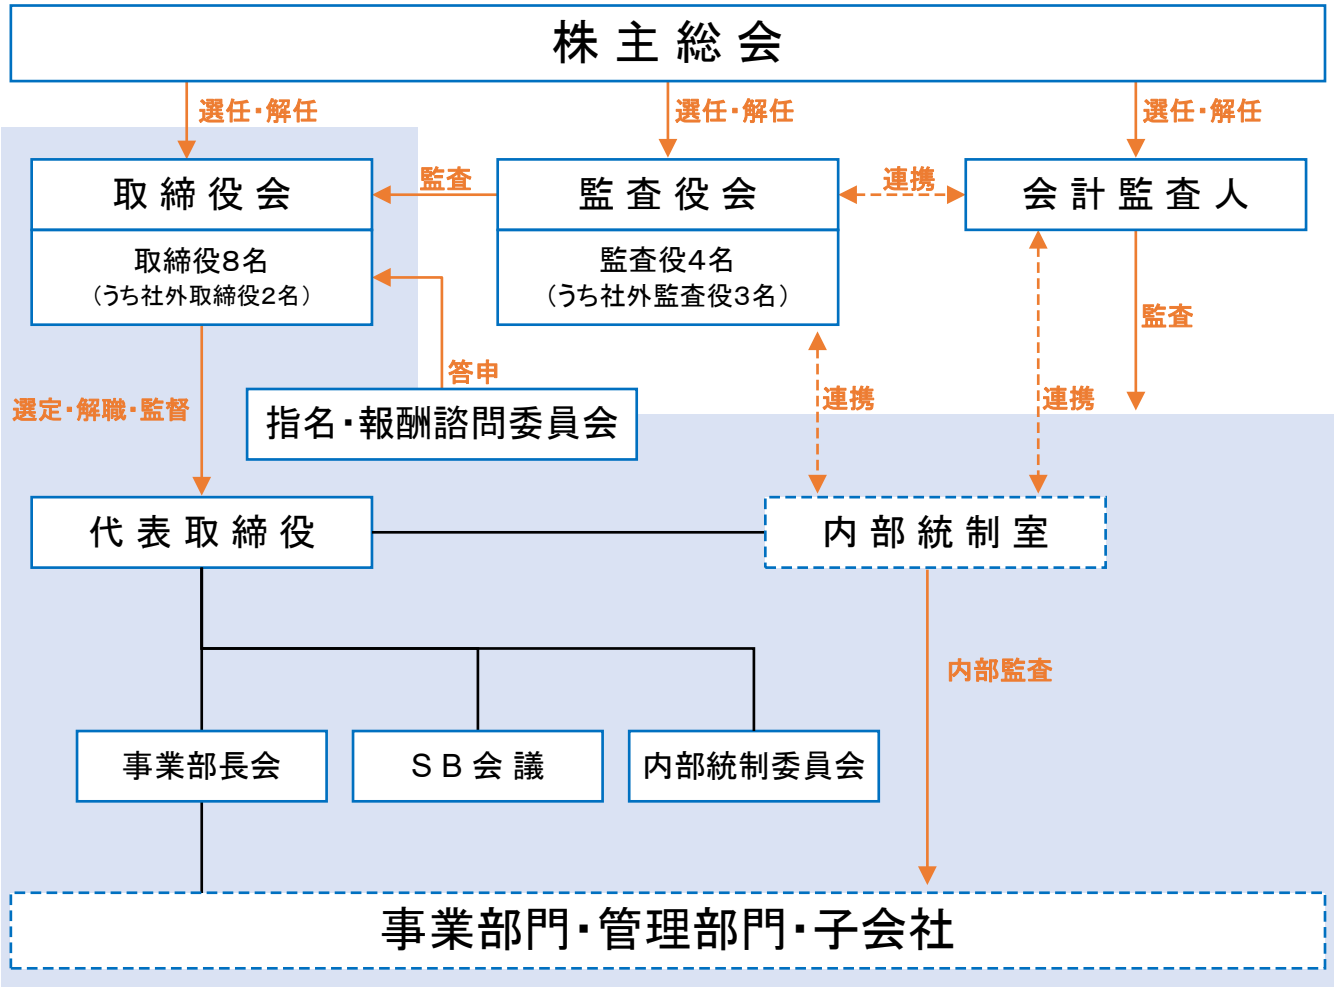 株主総会
選任・解任
選任・解任
選任・解任
取締役会
監査
監査役会
連携
会計監査人
取締役8名
（うち社外取締役2名）
監査役4名
（うち社外監査役3名）
監査
答申
選定・解職・監督
指名・報酬諮問委員会
連携
連携
代表取締役
内部統制室
内部監査
事業部長会
SB会議
内部統制委員会
事業部門・管理部門・子会社